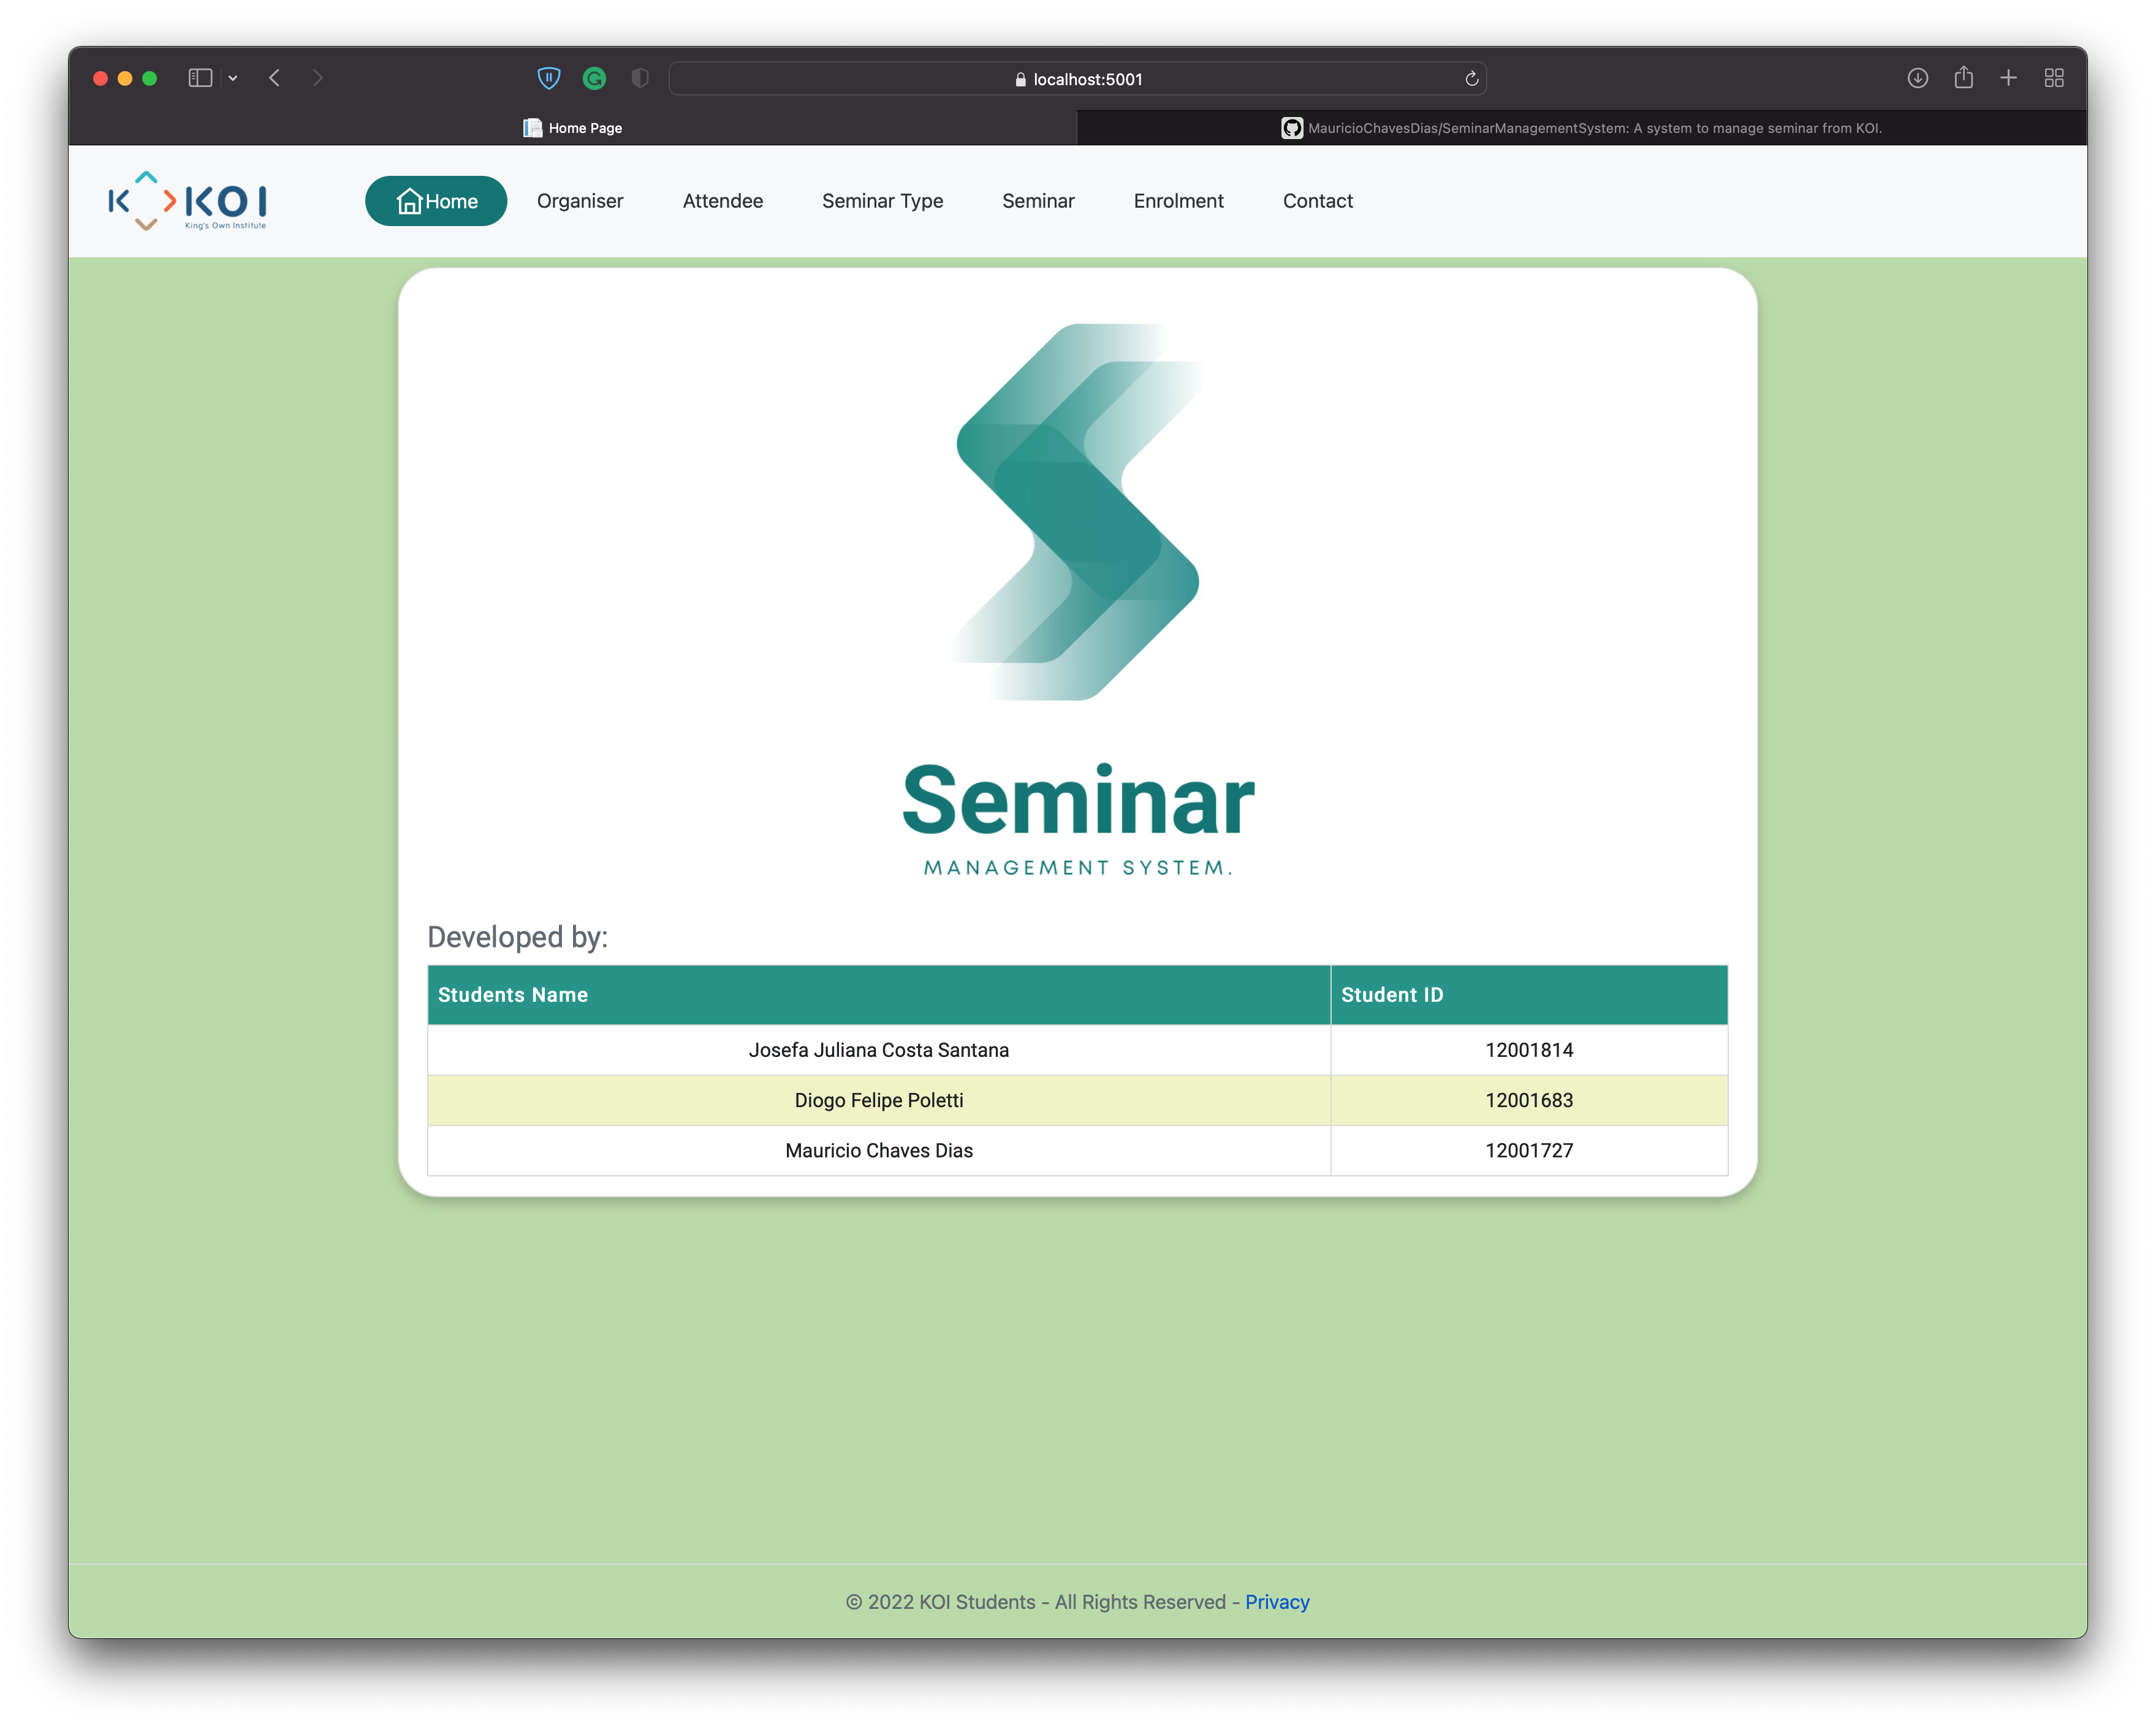 localhost:5001
Home Page
MauricioChavesDias/SeminarManagementSystem: A system to manage seminar from KOI.
KOI
King's Own Institute
Home Organiser Attendee Seminar Type Seminar Enrolment Contact
Seminar
MANAGEMENT SYSTEM.
Developed by:
Students Name Student ID
Josefa Juliana Costa Santana 12001814
Diogo Felipe Poletti 12001683
Mauricio Chaves Dias 12001727
© 2022 KOI Students - All Rights Reserved - Privacy